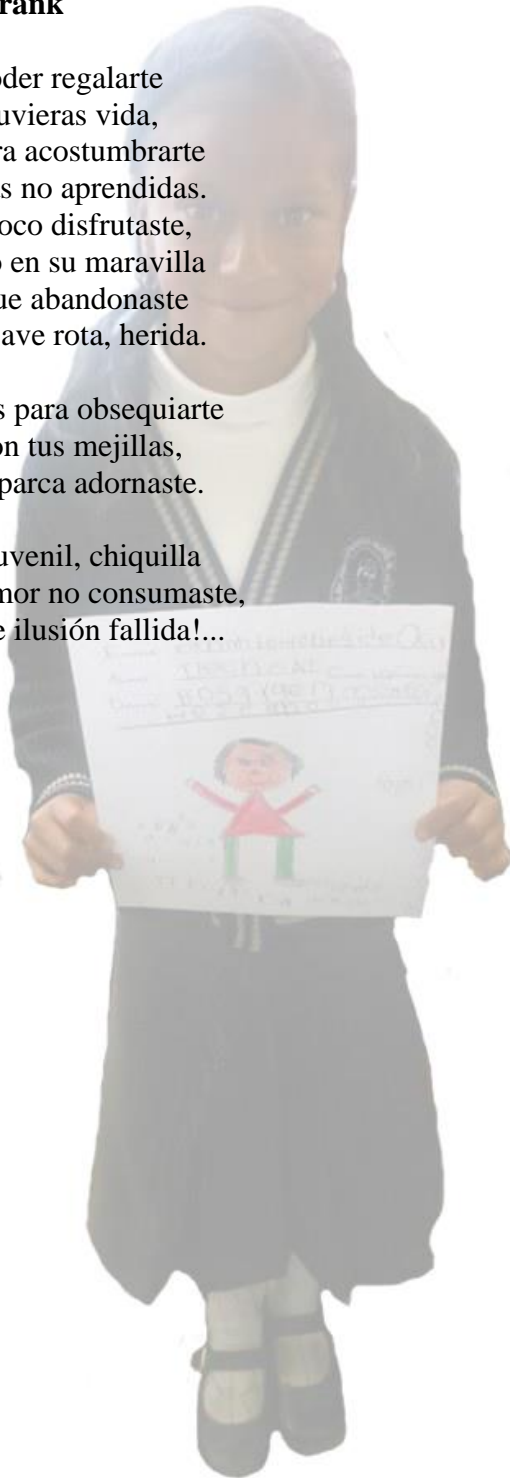 rank
der regalarte
uvieras vida,
ra acostumbrarte
s no aprendidas.
oco disfrutaste,
o en su maravilla
ue abandonaste
ave rota, herida.
s para obsequiarte
on tus mejillas,
parca adornaste.
uvenil, chiquilla
mor no consumaste,
e ilusión fallida!...